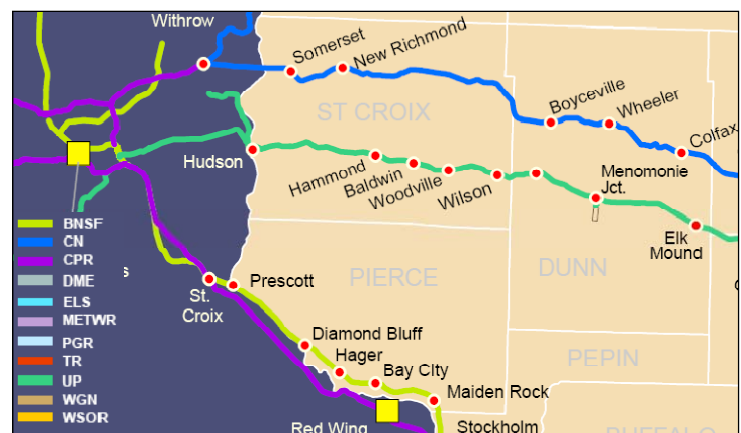 Withrow
Somerset
New Richmond
ST CROIX
Boyceville
Wheeler
Colfax
Hudson
Hammond
Baldwin
Woodville
Wilson
Menomonie
Jct.
Elk
Mound
BNSF
CN
CPR
DME
ELS
METWR
PGR
TR
UP
WGN
WSOR
s
St.
Croix
Prescott
PIERCE
DUNN
Diamond Bluff
Hager
Bay CIty
Maiden Rock
PEPIN
Red Wing
Stockholm
BUFFALO